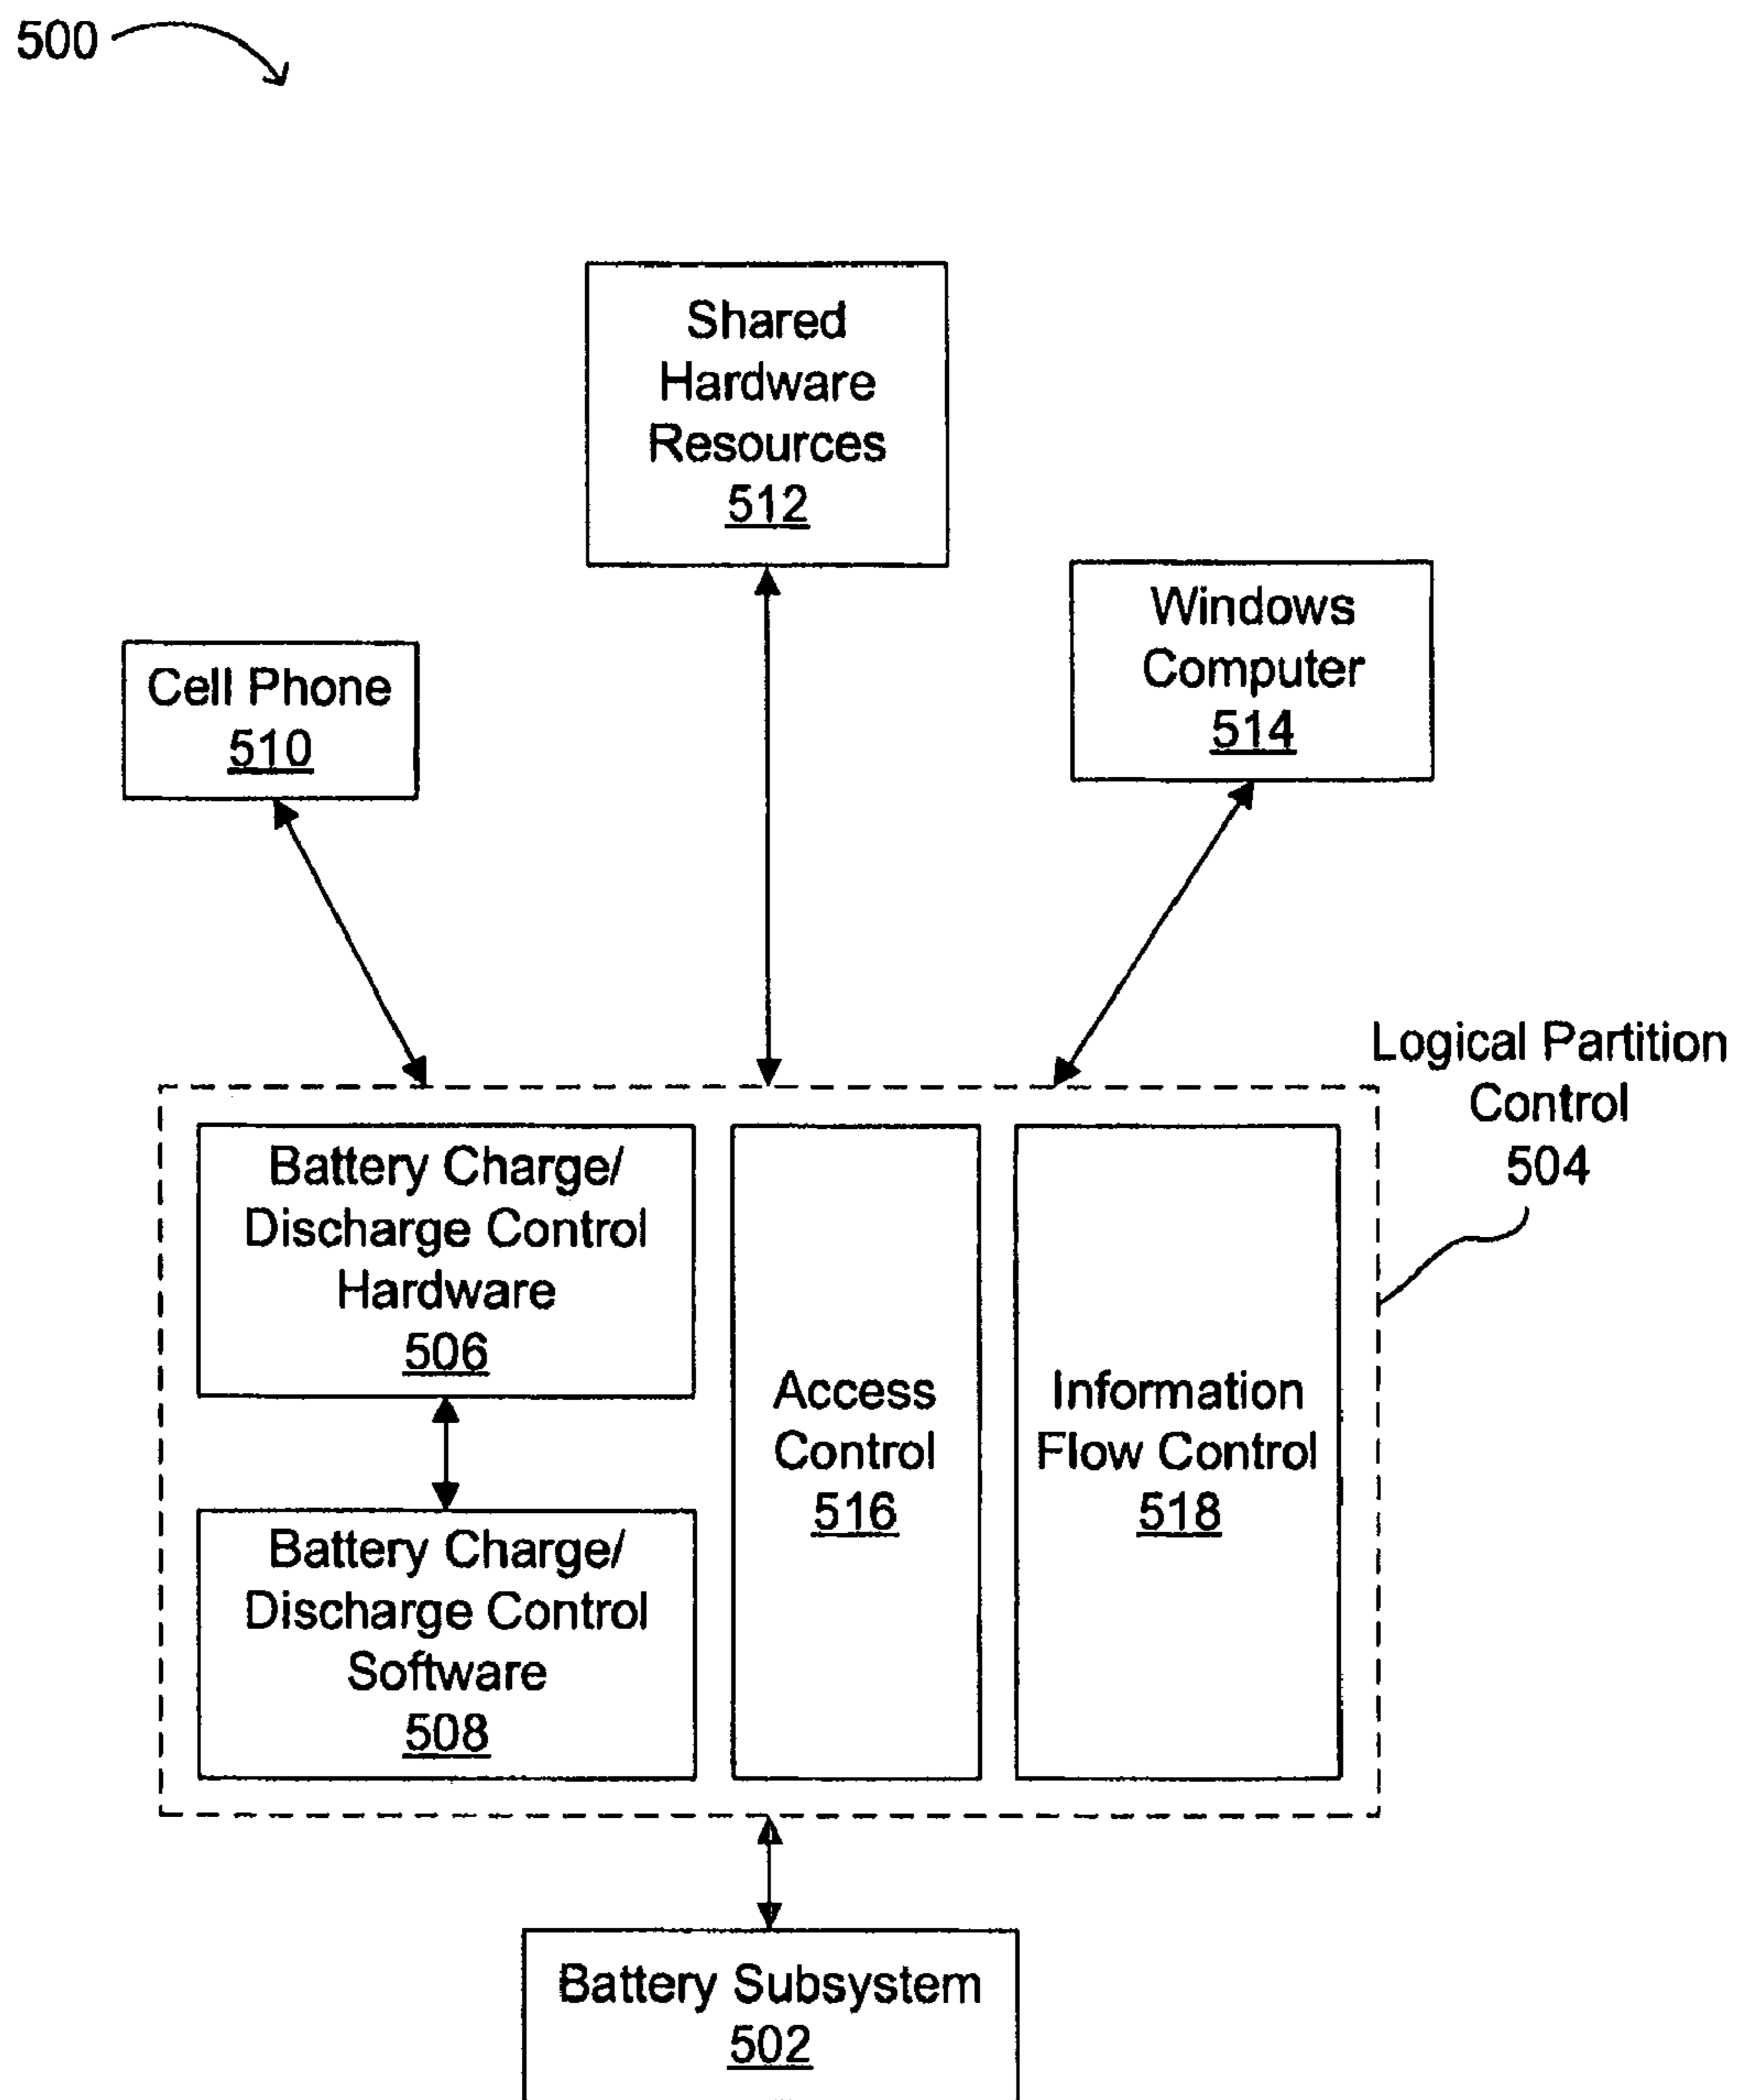 500
Shared
Hardware
Resources
512
Windows
Computer
514
Cell Phone
510
Logical Partition
Control
504
Battery Charge/
Discharge Control
Hardware
506
Access
Control
516
Information
Flow Control
518
Battery Charge/
Discharge Control
Software
508
Battery Subsystem
502